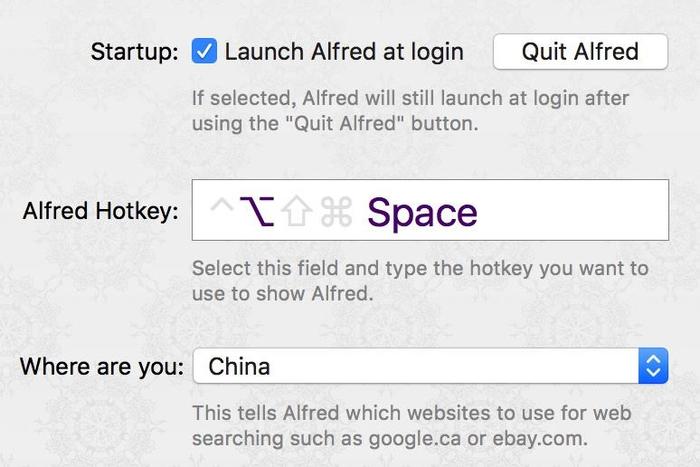 Startup: Launch Alfred at login Quit Alfred
If selected, Alfred will still launch at login after
using the "Quit Alfred" button.
Alfred Hotkey: ^⌥⇧⌘ Space
Select this field and type the hotkey you want to
use to show Alfred.
Where are you: China
This tells Alfred which websites to use for web
searching such as google.ca or ebay.com.